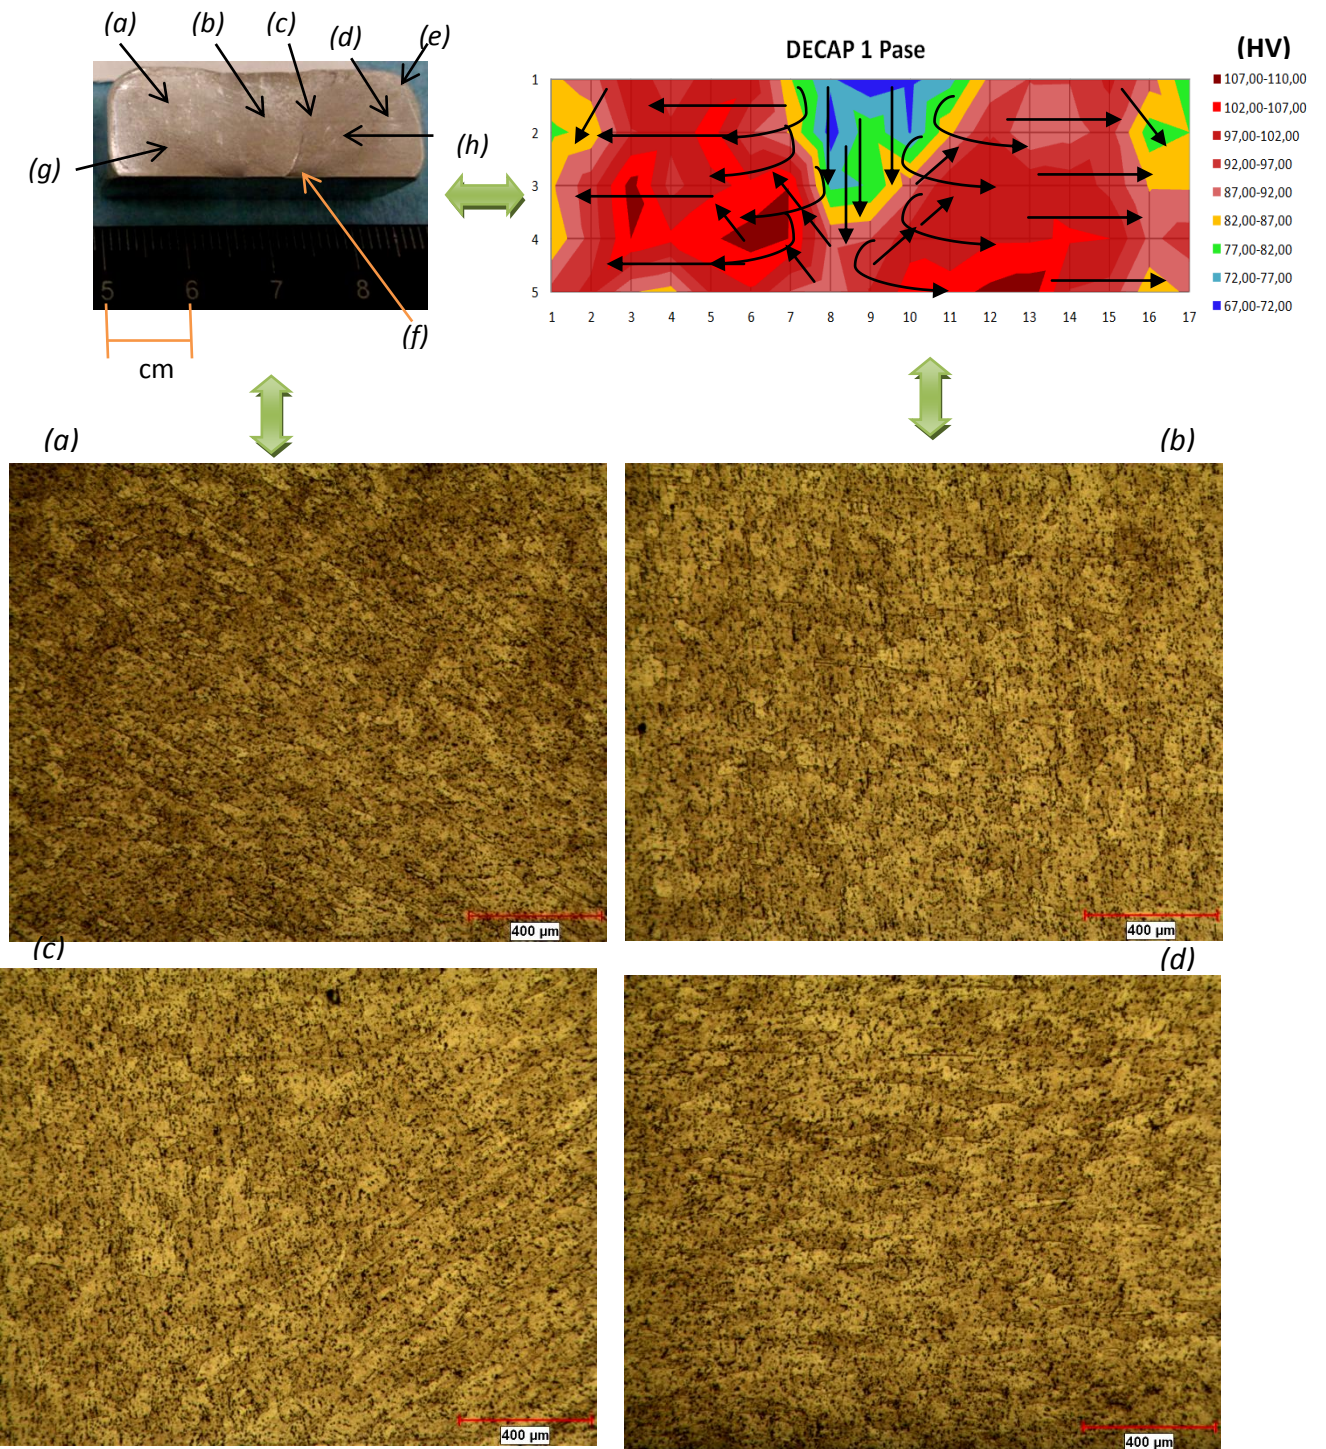 (a)
(b)
(c)
(d)
(e)
(g)
(h)
(f)
5 6 7 8
cm
DECAP 1 Pase
(HV)
1
2
3
4
5
1 2 3 4 5 6 7 8 9 10 11 12 13 14 15 16 17
107,00-110,00
102,00-107,00
97,00-102,00
92,00-97,00
87,00-92,00
82,00-87,00
77,00-82,00
72,00-77,00
67,00-72,00
(a)
(b)
400 µm
400 µm
(c)
(d)
400 µm
400 µm